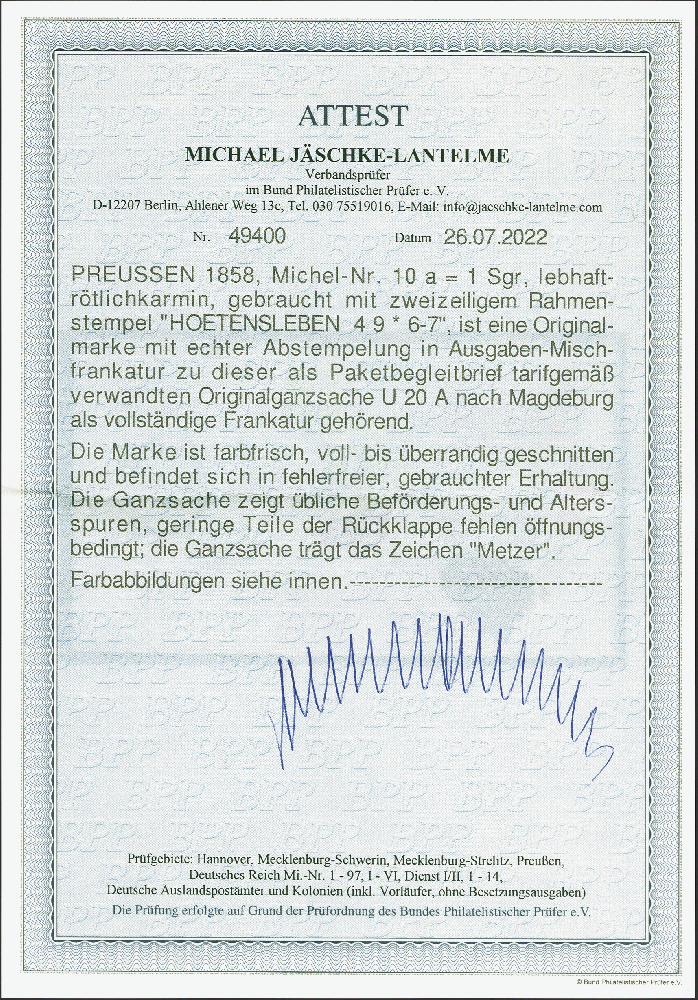 ATTEST
MICHAEL JÄSCHKE-LANTELME
Verbandsprüfer
im Bund Philatelistischer Prüfer e. V.
D-12207 Berlin, Ahlener Weg 13c, Tel. 030 75519016, E-Mail: info@jaeschke-lantelme.com
Nr. 49400 Datum 26.07.2022
PREUSSEN 1858, Michel-Nr. 10 a = 1 Sgr, lebhaft-
rötlichkarmin, gebraucht mit zweizeiligem Rahmen-
stempel "HOETENSLEBEN 4 9 * 6-7", ist eine Original-
marke mit echter Abstempelung in Ausgaben-Misch-
frankatur zu dieser als Paketbegleitbrief tarifgemäß
verwandten Originalganzsache U 20 A nach Magdeburg
als vollständige Frankatur gehörend.
Die Marke ist farbfrisch, voll- bis überrandig geschnitten
und befindet sich in fehlerfreier, gebrauchter Erhaltung.
Die Ganzsache zeigt übliche Beförderungs- und Alters-
spuren, geringe Teile der Rückklappe fehlen öffnungs-
bedingt; die Ganzsache trägt das Zeichen "Metzer".
Farbabbildungen siehe innen.-----------------------------
Prüfgebiete: Hannover, Mecklenburg-Schwerin, Mecklenburg-Strelitz, Preußen,
Deutsches Reich Mi.-Nr. 1 - 97, I - VI, Dienst I/II, 1 - 14,
Deutsche Auslandspostämter und Kolonien (inkl. Vorläufer, ohne Besetzungsausgaben)
Die Prüfung erfolgte auf Grund der Prüfordnung des Bundes Philatelistischer Prüfer e.V.
© Bund Philatelistischer Prüfer e.V.